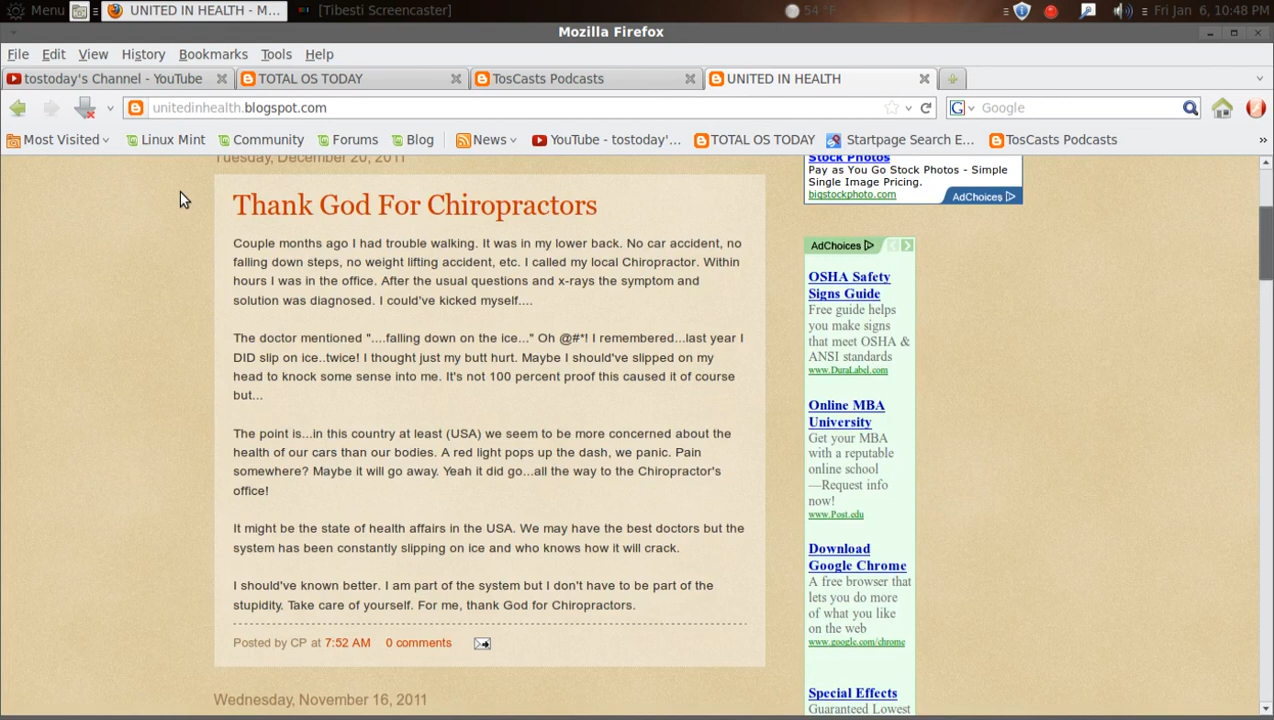 Menu
UNITED IN HEALTH - M...
[Tibesti Screencaster]
54 °F
Fri Jan 6, 10:48 PM
Mozilla Firefox
File Edit View History Bookmarks Tools Help
tostoday's Channel - YouTube
TOTAL OS TODAY
TosCasts Podcasts
UNITED IN HEALTH
unitedinhealth.blogspot.com
Google
Most Visited
Linux Mint
Community
Forums
Blog
News
YouTube - tostoday'...
TOTAL OS TODAY
Startpage Search E...
TosCasts Podcasts
»
Tuesday, December 20, 2011
Thank God For Chiropractors
Couple months ago I had trouble walking. It was in my lower back. No car accident, no
falling down steps, no weight lifting accident, etc. I called my local Chiropractor. Within
hours I was in the office. After the usual questions and x-rays the symptom and
solution was diagnosed. I could've kicked myself....
The doctor mentioned "....falling down on the ice..." Oh @#*! I remembered...last year I
DID slip on ice..twice! I thought just my butt hurt. Maybe I should've slipped on my
head to knock some sense into me. It's not 100 percent proof this caused it of course
but...
The point is...in this country at least (USA) we seem to be more concerned about the
health of our cars than our bodies. A red light pops up the dash, we panic. Pain
somewhere? Maybe it will go away. Yeah it did go...all the way to the Chiropractor's
office!
It might be the state of health affairs in the USA. We may have the best doctors but the
system has been constantly slipping on ice and who knows how it will crack.
I should've known better. I am part of the system but I don't have to be part of the
stupidity. Take care of yourself. For me, thank God for Chiropractors.
Posted by CP at 7:52 AM 0 comments
Wednesday, November 16, 2011
Stock Photos
Pay as You Go Stock Photos - Simple
Single Image Pricing.
bigstockphoto.com
AdChoices
AdChoices
OSHA Safety
Signs Guide
Free guide helps
you make signs
that meet OSHA &
ANSI standards
www.DuraLabel.com
Online MBA
University
Get your MBA
with a reputable
online school
—Request info
now!
www.Post.edu
Download
Google Chrome
A free browser that
lets you do more
of what you like
on the web
www.google.com/chrome
Special Effects
Guaranteed Lowest